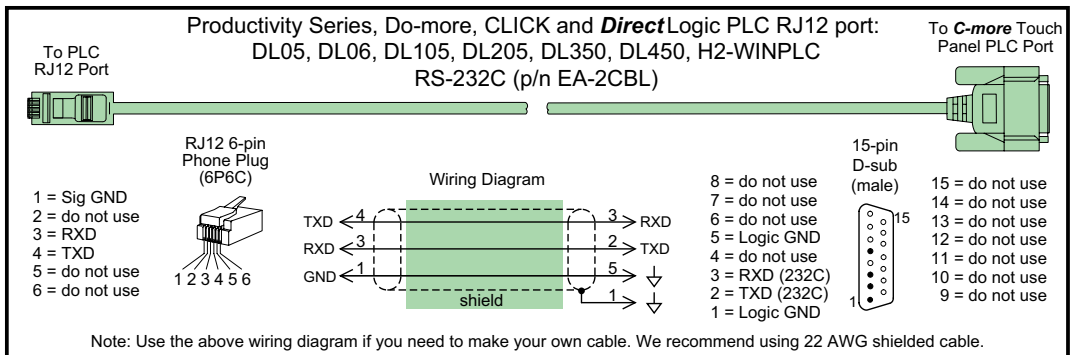 Productivity Series, Do-more, CLICK and DirectLogic PLC RJ12 port:
DL05, DL06, DL105, DL205, DL350, DL450, H2-WINPLC
RS-232C (p/n EA-2CBL)
To PLC
RJ12 Port
To C-more Touch
Panel PLC Port
RJ12 6-pin
Phone Plug
(6P6C)
1 = Sig GND
2 = do not use
3 = RXD
4 = TXD
5 = do not use
6 = do not use
1 2 3 4 5 6
Wiring Diagram
TXD 4 3 RXD
RXD 3 2 TXD
GND 1 5
shield 1
8 = do not use
7 = do not use
6 = do not use
5 = Logic GND
4 = do not use
3 = RXD (232C)
2 = TXD (232C)
1 = Logic GND
15-pin
D-sub
(male)
15
1
15 = do not use
14 = do not use
13 = do not use
12 = do not use
11 = do not use
10 = do not use
9 = do not use
Note: Use the above wiring diagram if you need to make your own cable. We recommend using 22 AWG shielded cable.